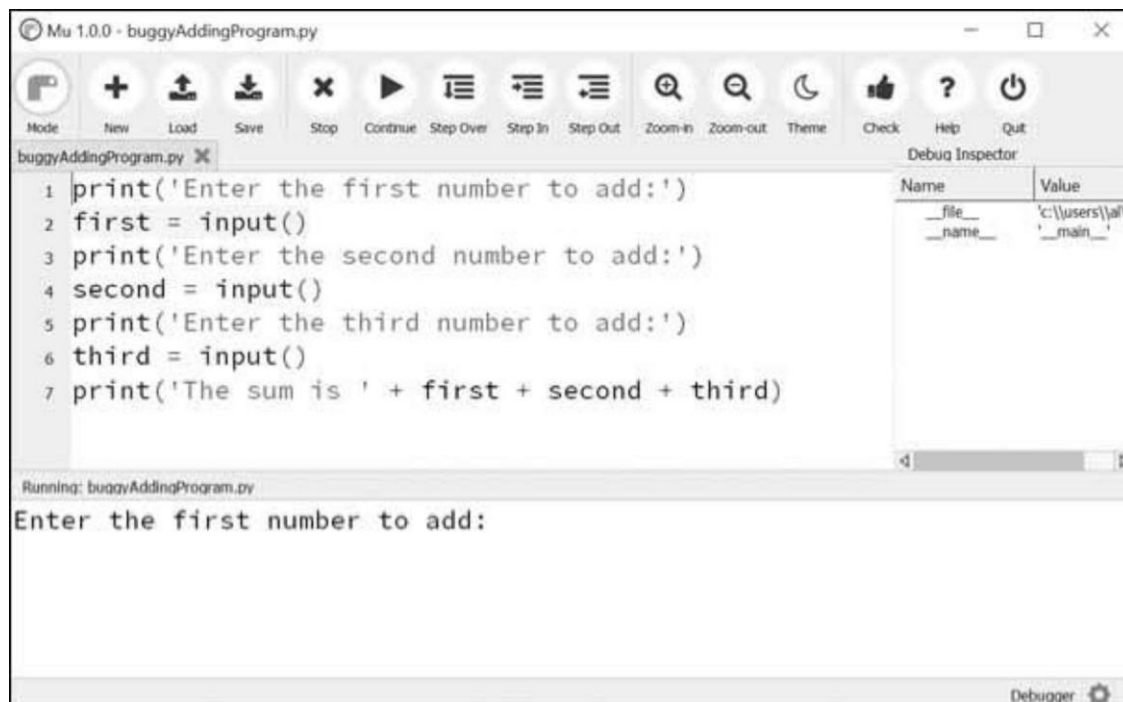 Mu 1.0.0 - buggyAddingProgram.py
Mode New Load Save Stop Continue Step Over Step In Step Out Zoom-in Zoom-out Theme Check Help Quit
buggyAddingProgram.py
Debug Inspector
Name Value
__file__ 'c:\\users\\al
__name__ '__main__'
1 print('Enter the first number to add:')
2 first = input()
3 print('Enter the second number to add:')
4 second = input()
5 print('Enter the third number to add:')
6 third = input()
7 print('The sum is ' + first + second + third)
Running: buggyAddingProgram.py
Enter the first number to add:
Debugger